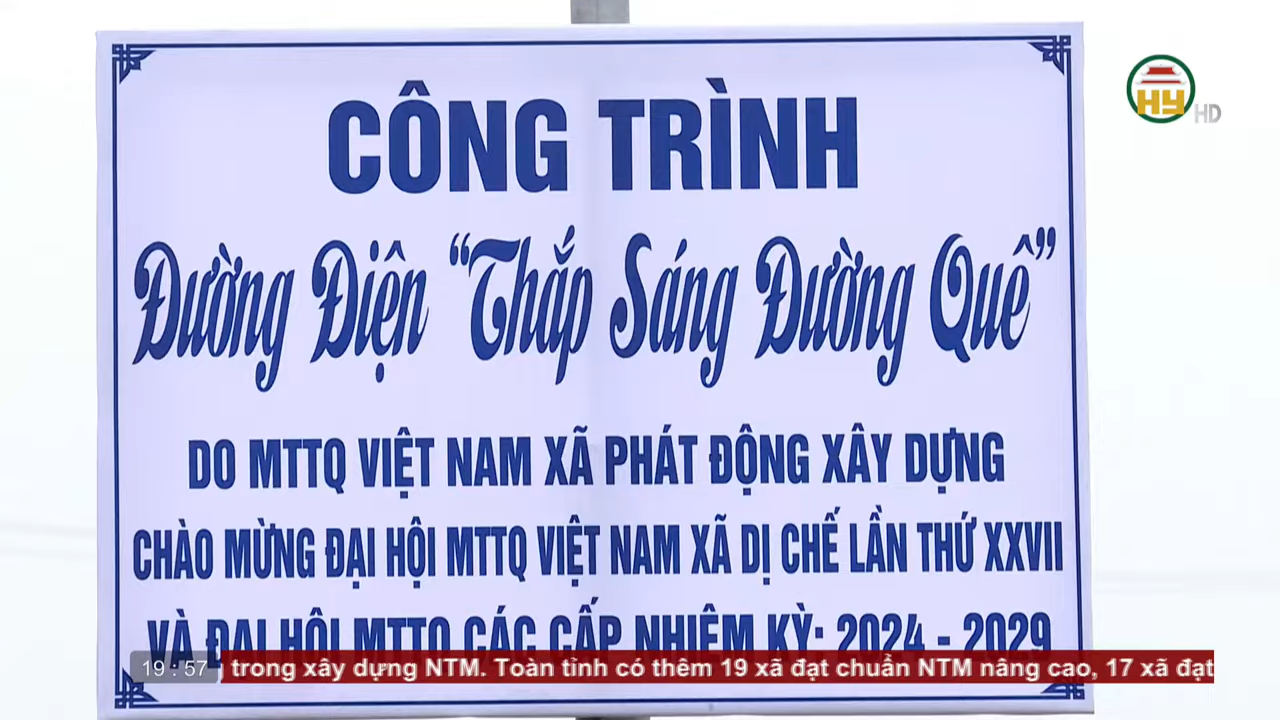 CÔNG TRÌNH
Đường Điện “Thắp Sáng Đường Quê”
DO MTTQ VIỆT NAM XÃ PHÁT ĐỘNG XÂY DỰNG
CHÀO MỪNG ĐẠI HỘI MTTQ VIỆT NAM XÃ DỊ CHẾ LẦN THỨ XXVII
VÀ ĐẠI HỘI MTTQ CÁC CẤP NHIỆM KỲ: 2024 - 2029
HY HD
19 : 57 trong xây dựng NTM. Toàn tỉnh có thêm 19 xã đạt chuẩn NTM nâng cao, 17 xã đạt